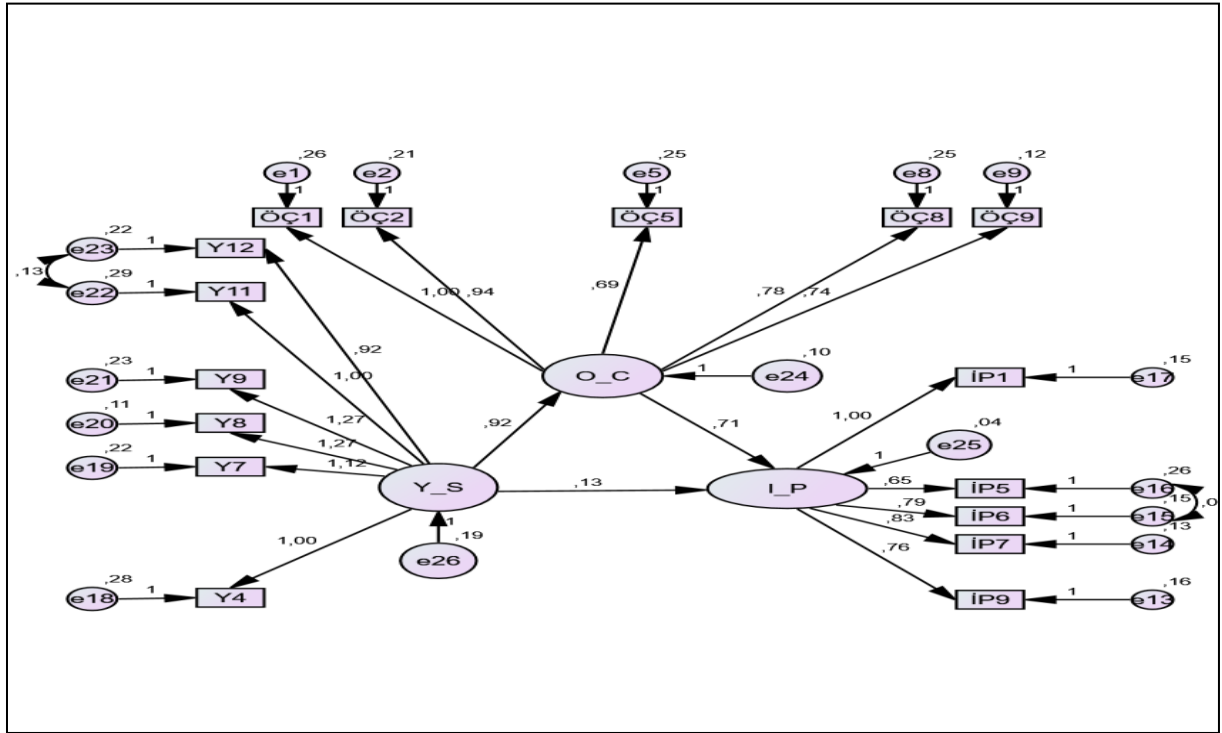 ,26 ,21 ,25 ,25 ,12
e1 e2 e5 e8 e9
1 1 1 1 1
ÖÇ1 ÖÇ2 ÖÇ5 ÖÇ8 ÖÇ9
,22
e23 1 Y12
,13
,29
e22 1 Y11
1,00 ,94 ,69 ,78 ,74
,92
,23
e21 1 Y9
1,00
O_C 1 e24 ,10
İP1 1 e17 ,15
,11
e20 1 Y8
1,27
1,27
,92
,71
1,00
e25 ,04
1
,22
e19 1 Y7
1,12
Y_S
,13
I_P
,65 İP5 1 e16 ,26
,79 İP6 1 e15 ,15
,83 İP7 1 e14 ,13
,76
1,00
1
,19
e26
,28
e18 1 Y4
İP9 1 e13 ,16